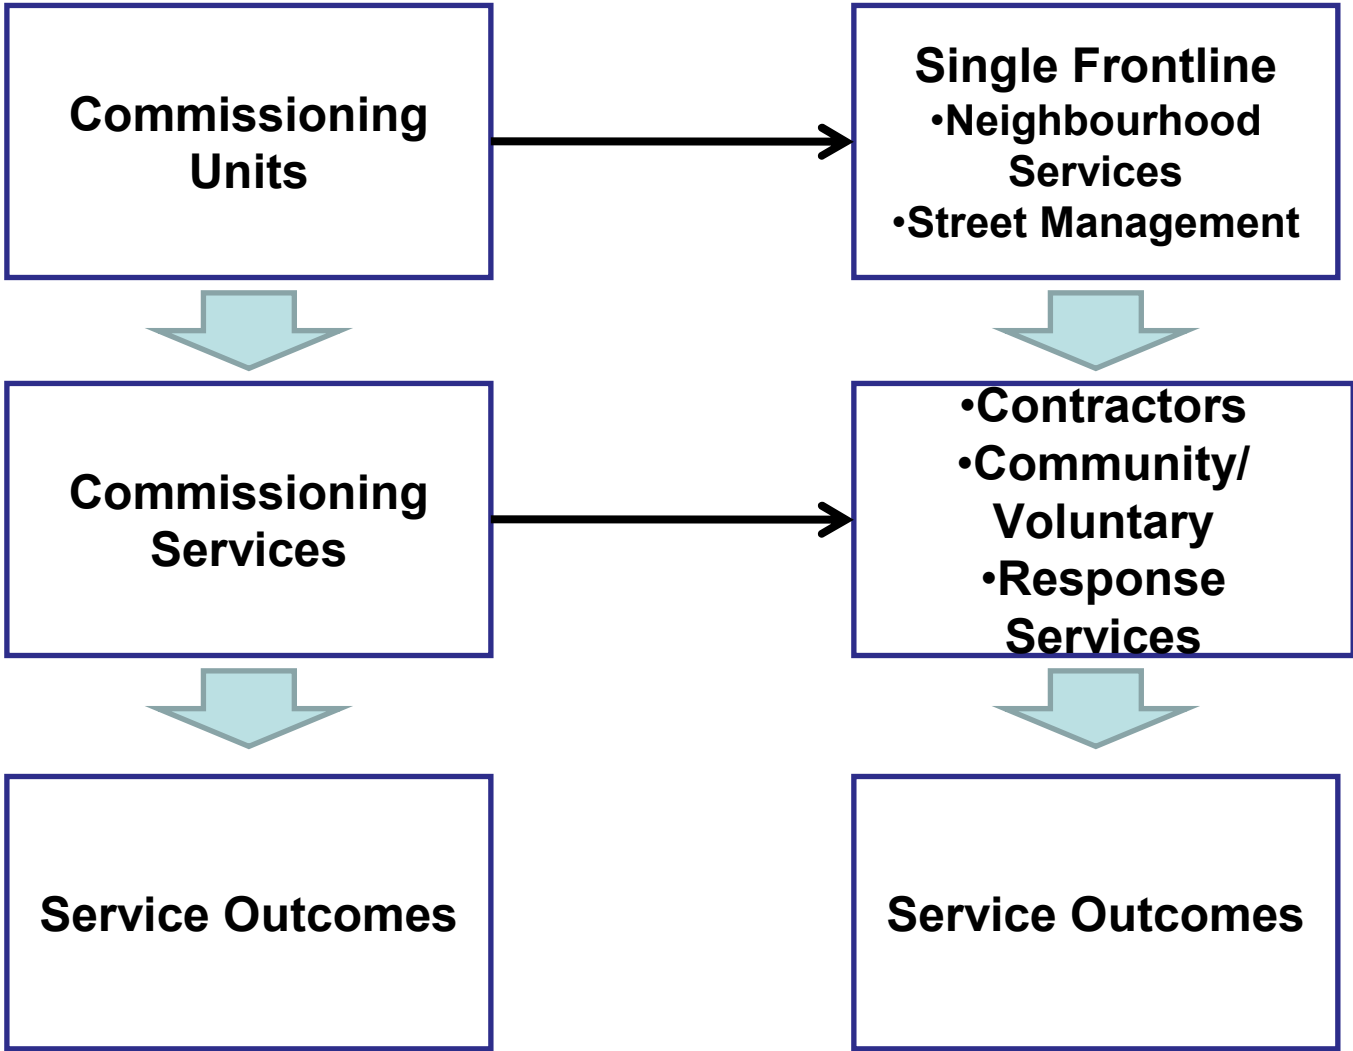 Commissioning
Units
Single Frontline
•Neighbourhood
Services
•Street Management
Commissioning
Services
•Contractors
•Community/
Voluntary
•Response
Services
Service Outcomes
Service Outcomes